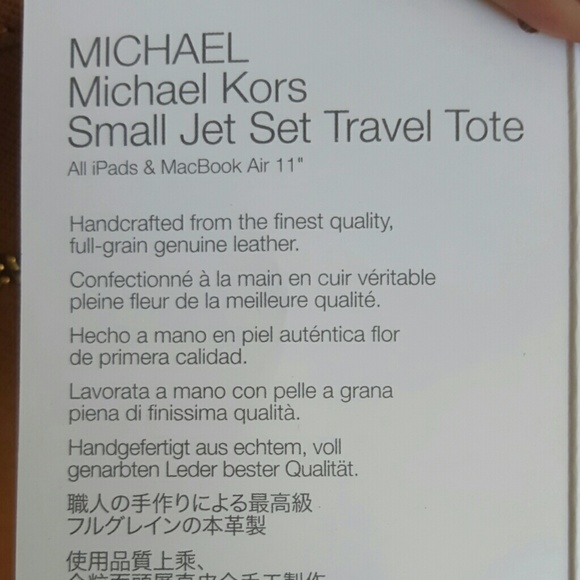 MICHAEL
Michael Kors
Small Jet Set Travel Tote
All iPads & MacBook Air 11"
Handcrafted from the finest quality,
full-grain genuine leather.
Confectionné à la main en cuir véritable
pleine fleur de la meilleure qualité.
Hecho a mano en piel auténtica flor
de primera calidad.
Lavorata a mano con pelle a grana
piena di finissima qualità.
Handgefertigt aus echtem, voll
genarbten Leder bester Qualität.
職人の手作りによる最高級
フルグレインの本革製
使用品質上乘、